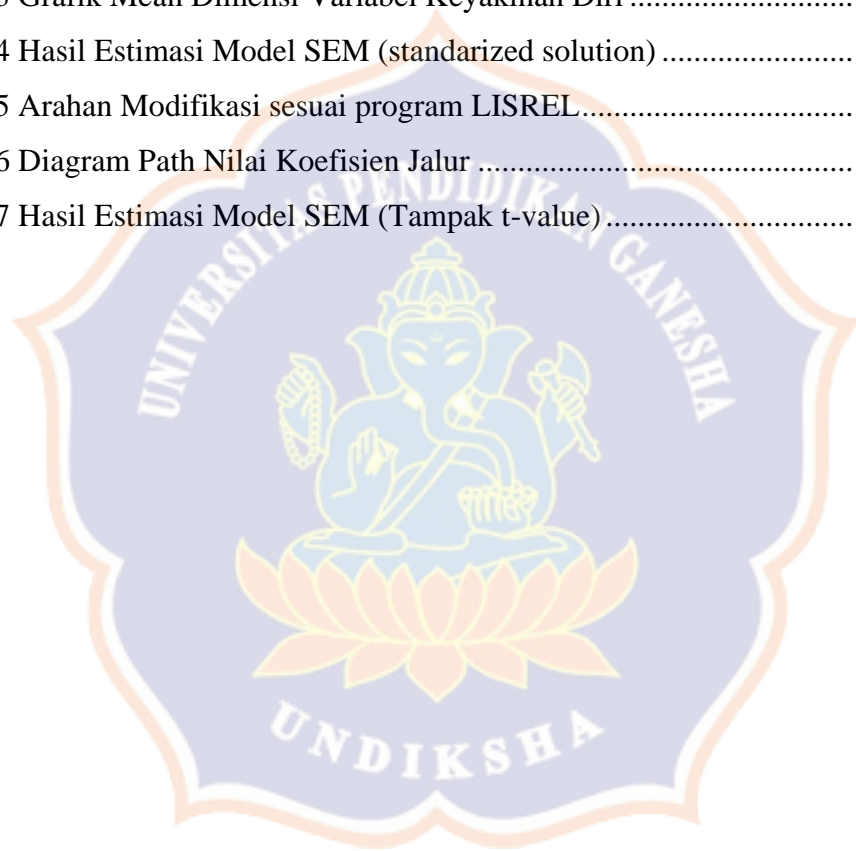 3 Grafik Mean Dimensi Variabel Keyakinan Diri ............................
4 Hasil Estimasi Model SEM (standarized solution) ........................
5 Arahan Modifikasi sesuai program LISREL..................................
6 Diagram Path Nilai Koefisien Jalur ...............................................
7 Hasil Estimasi Model SEM (Tampak t-value) ...............................
UNIVERSITAS PENDIDIKAN GANESHA
UNDIKSHA